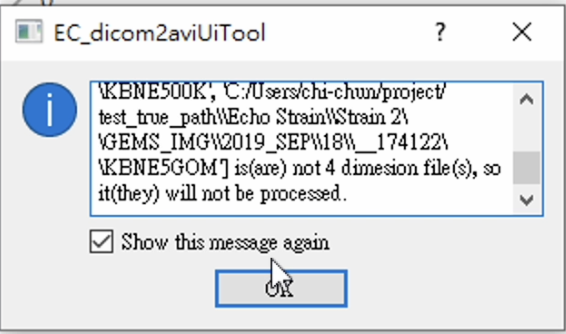 EC_dicom2aviUiTool
\KBNE500K', 'C:/Users/chi-chun/project/
test_true_path\\Echo Strain\\Strain 2\
\GEMS_IMG\\2019_SEP\\18\\__174122\
\KBNE5GOM'] is(are) not 4 dimesion file(s), so
it(they) will not be processed.
Show this message again
OK